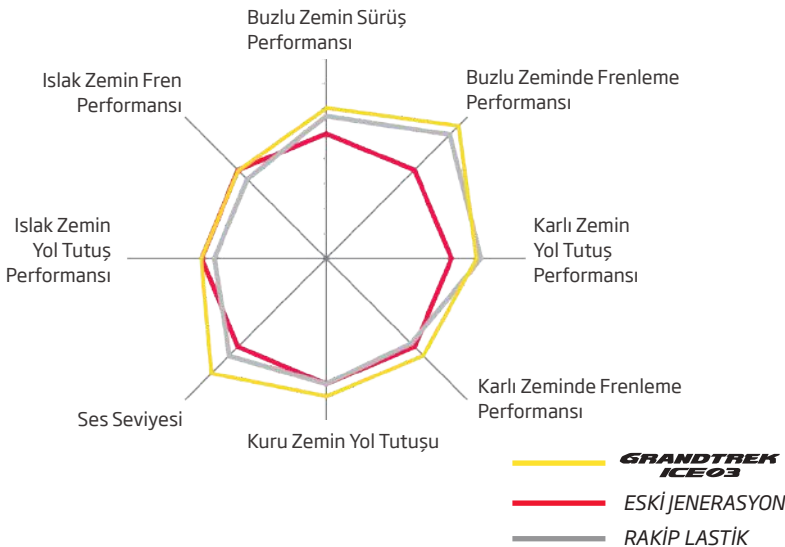 Buzlu Zemin Sürüş
Performansı
Buzlu Zeminde Frenleme
Performansı
Karlı Zemin
Yol Tutuş
Performansı
Karlı Zeminde Frenleme
Performansı
Kuru Zemin Yol Tutuşu
Ses Seviyesi
Islak Zemin
Yol Tutuş
Performansı
Islak Zemin Fren
Performansı
GRANDTREK
ICE03
ESKİ JENERASYON
RAKİP LASTİK